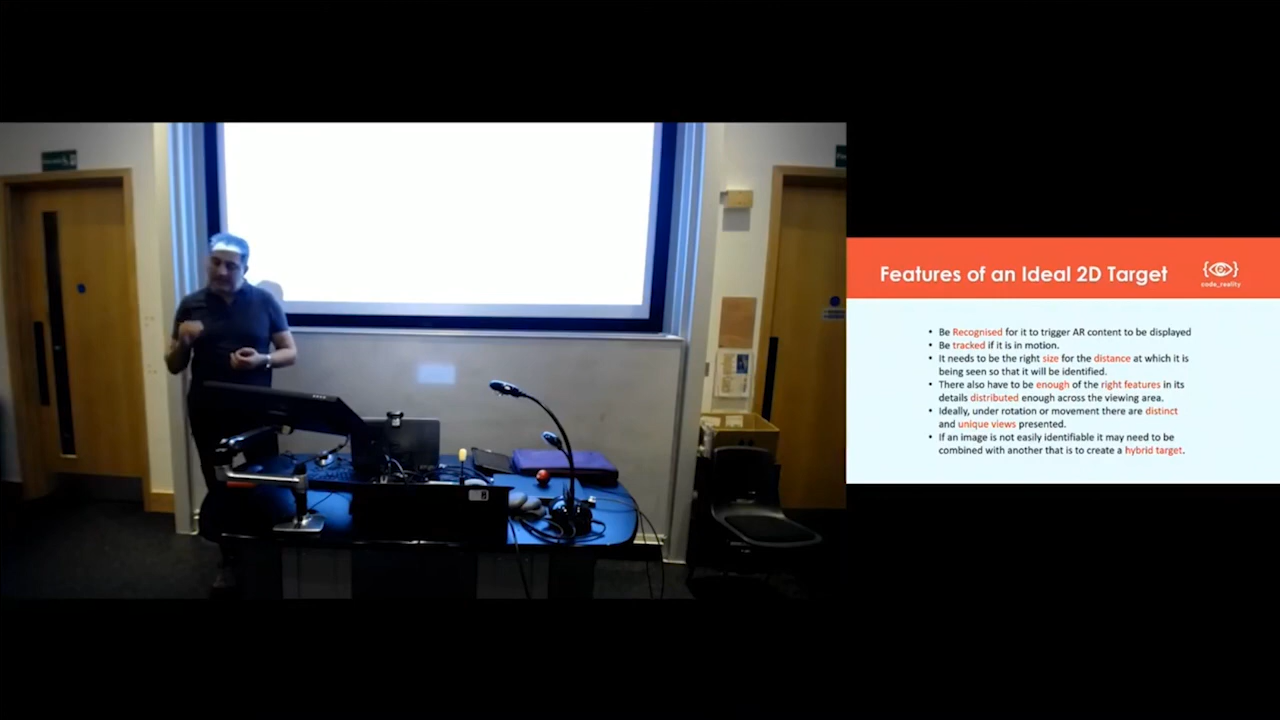 Features of an Ideal 2D Target
{👁}
code_reality
• Be Recognised for it to trigger AR content to be displayed
• Be tracked if it is in motion.
• It needs to be the right size for the distance at which it is
being seen so that it will be identified.
• There also have to be enough of the right features in its
details distributed enough across the viewing area.
• Ideally, under rotation or movement there are distinct
and unique views presented.
• If an image is not easily identifiable it may need to be
combined with another that is to create a hybrid target.